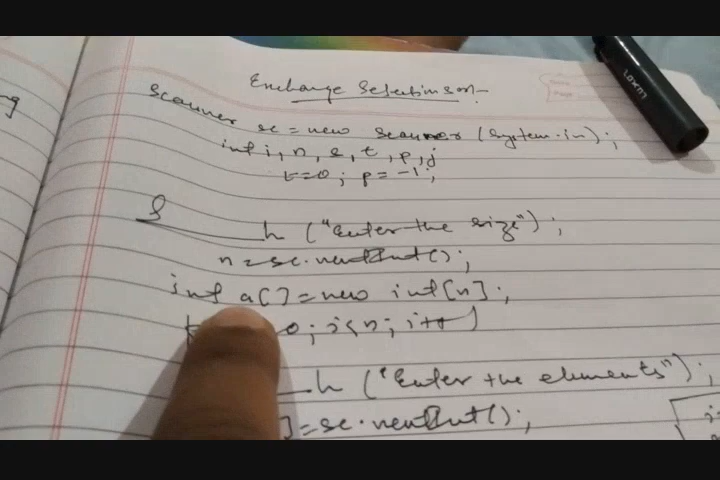 Exchange Selection sort:-
Scanner sc = new Scanner (System.in);
int i, n, s, t, p, j
t=0; p=-1;
S———h ("Enter the size");
n=sc.nextInt();
int a[]=new int[n];
0; i<n; i++)
h ("Enter the elements");
]=sc.nextInt();
LUXOR